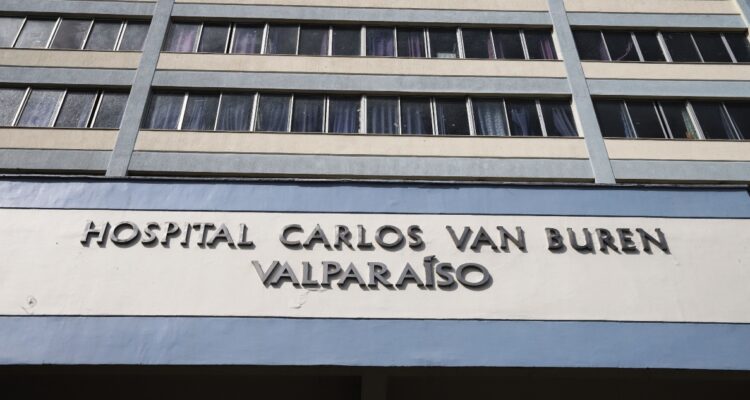 HOSPITAL CARLOS VAN BUREN
VALPARAÍSO